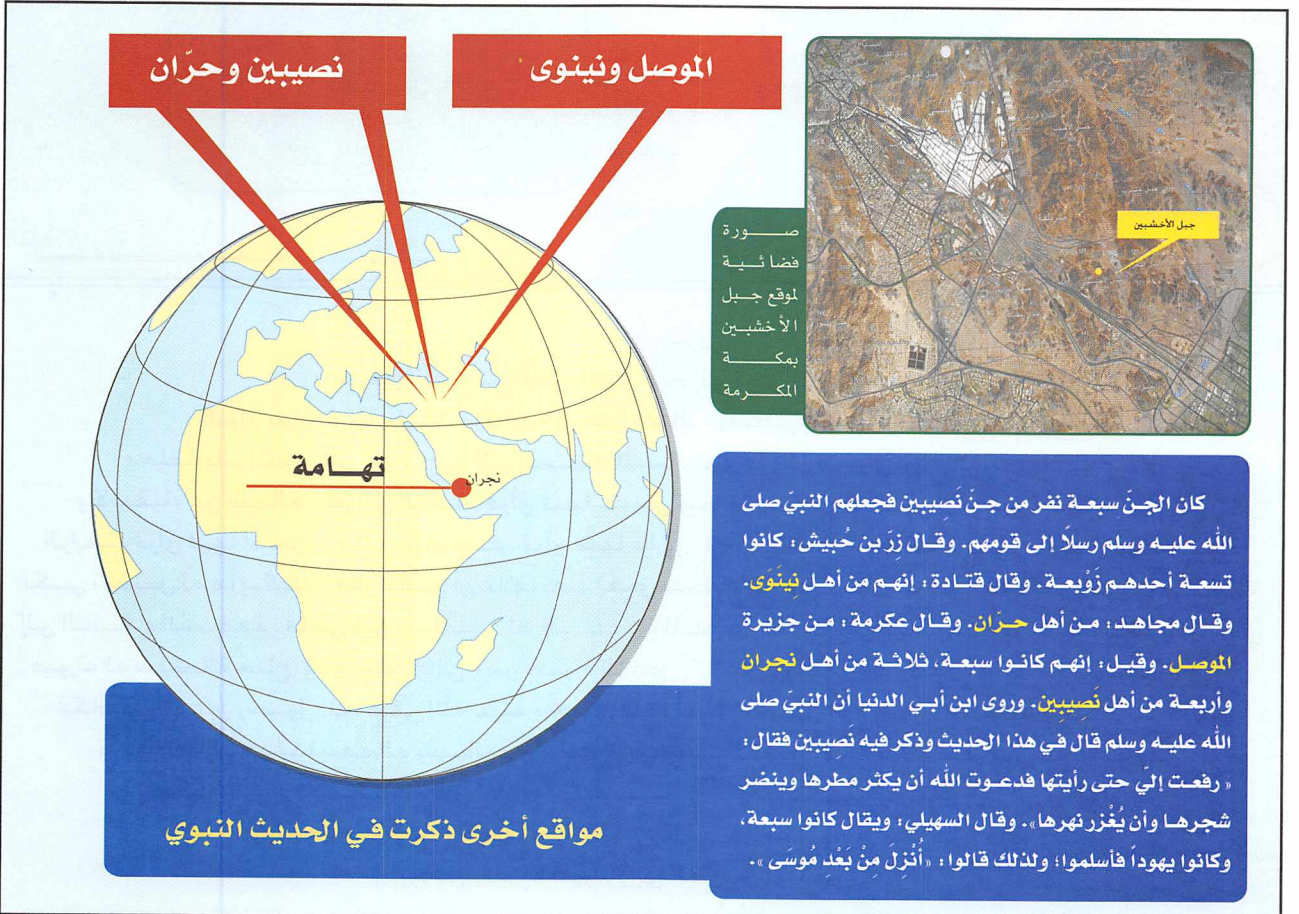 الموصل ونينوى
نصيبين وحرّان
جبل الأخشبين
صورة
فضائية
لموقع جبل
الأخشبين
بمكة
المكرمة
تهامة
نجران
كان الجنّ سبعة نفر من جنّ نَصيبين فجعلهم النبيّ صلى
الله عليه وسلم رسلًا إلى قومهم. وقال زرّ بن حُبيش: كانوا
تسعة أحدهم زَوْبعة. وقال قتادة: إنهم من أهل نِينَوَى.
وقال مجاهد: من أهل حرّان. وقال عكرمة: من جزيرة
الموصل. وقيل: إنهم كانوا سبعة، ثلاثة من أهل نجران
وأربعة من أهل نَصِيبِين. وروى ابن أبي الدنيا أن النبيّ صلى
الله عليه وسلم قال في هذا الحديث وذكر فيه نَصيبين فقال:
« رفعت إليّ حتى رأيتها فدعوت الله أن يكثر مطرها وينضر
شجرها وأن يُغْزر نهرها». وقال السهيلي: ويقال كانوا سبعة،
وكانوا يهوداً فأسلموا؛ ولذلك قالوا: «أُنْزِلَ مِنْ بَعْدِ مُوسَى ».
مواقع أخرى ذكرت في الحديث النبوي